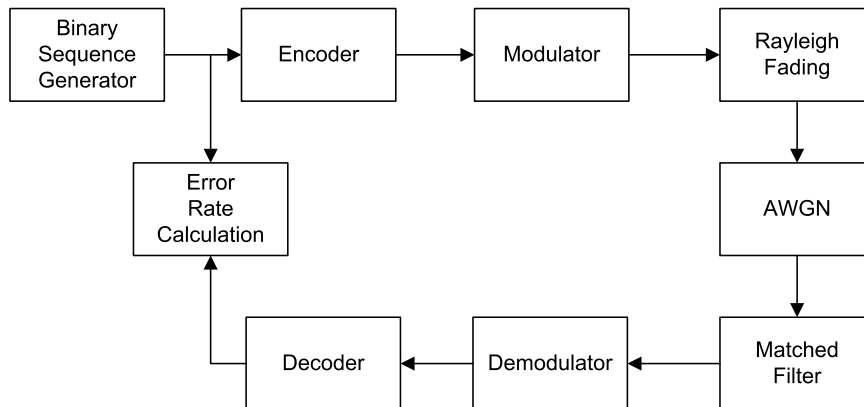 Binary
Sequence
Generator
Encoder
Modulator
Rayleigh
Fading
Error
Rate
Calculation
AWGN
Decoder
Demodulator
Matched
Filter